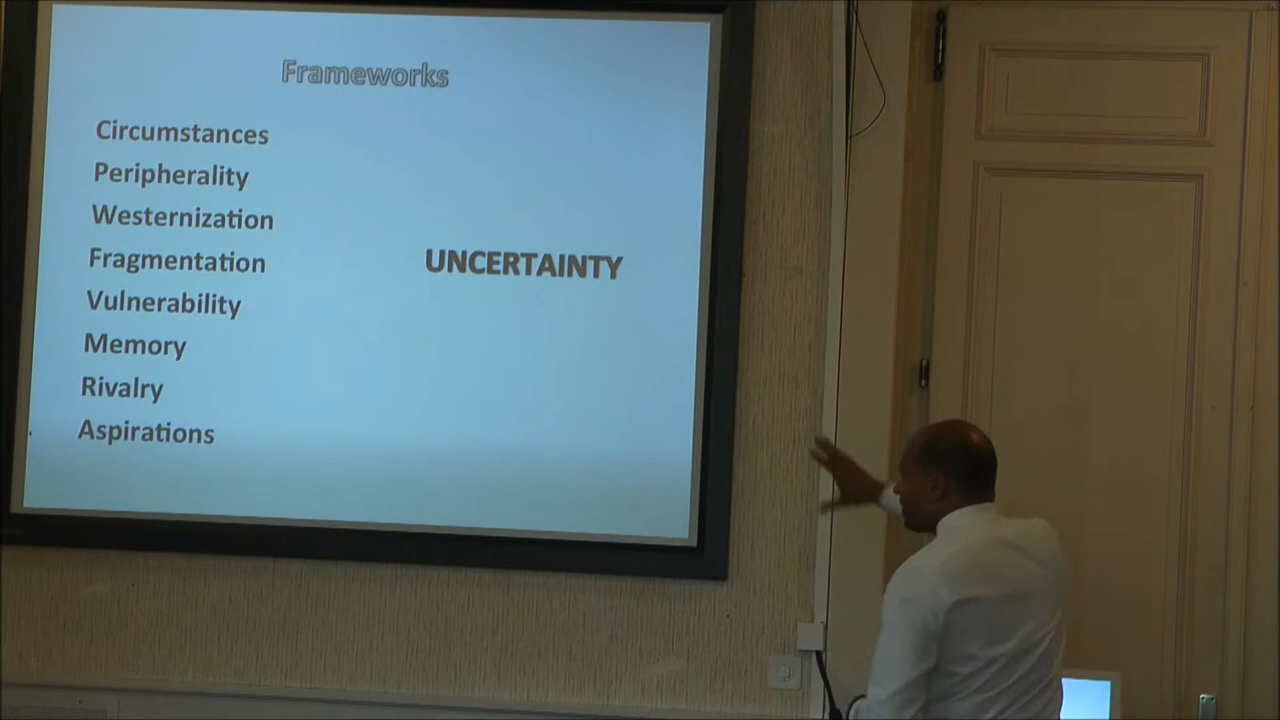 Frameworks
Circumstances
Peripherality
Westernization
Fragmentation
UNCERTAINTY
Vulnerability
Memory
Rivalry
Aspirations